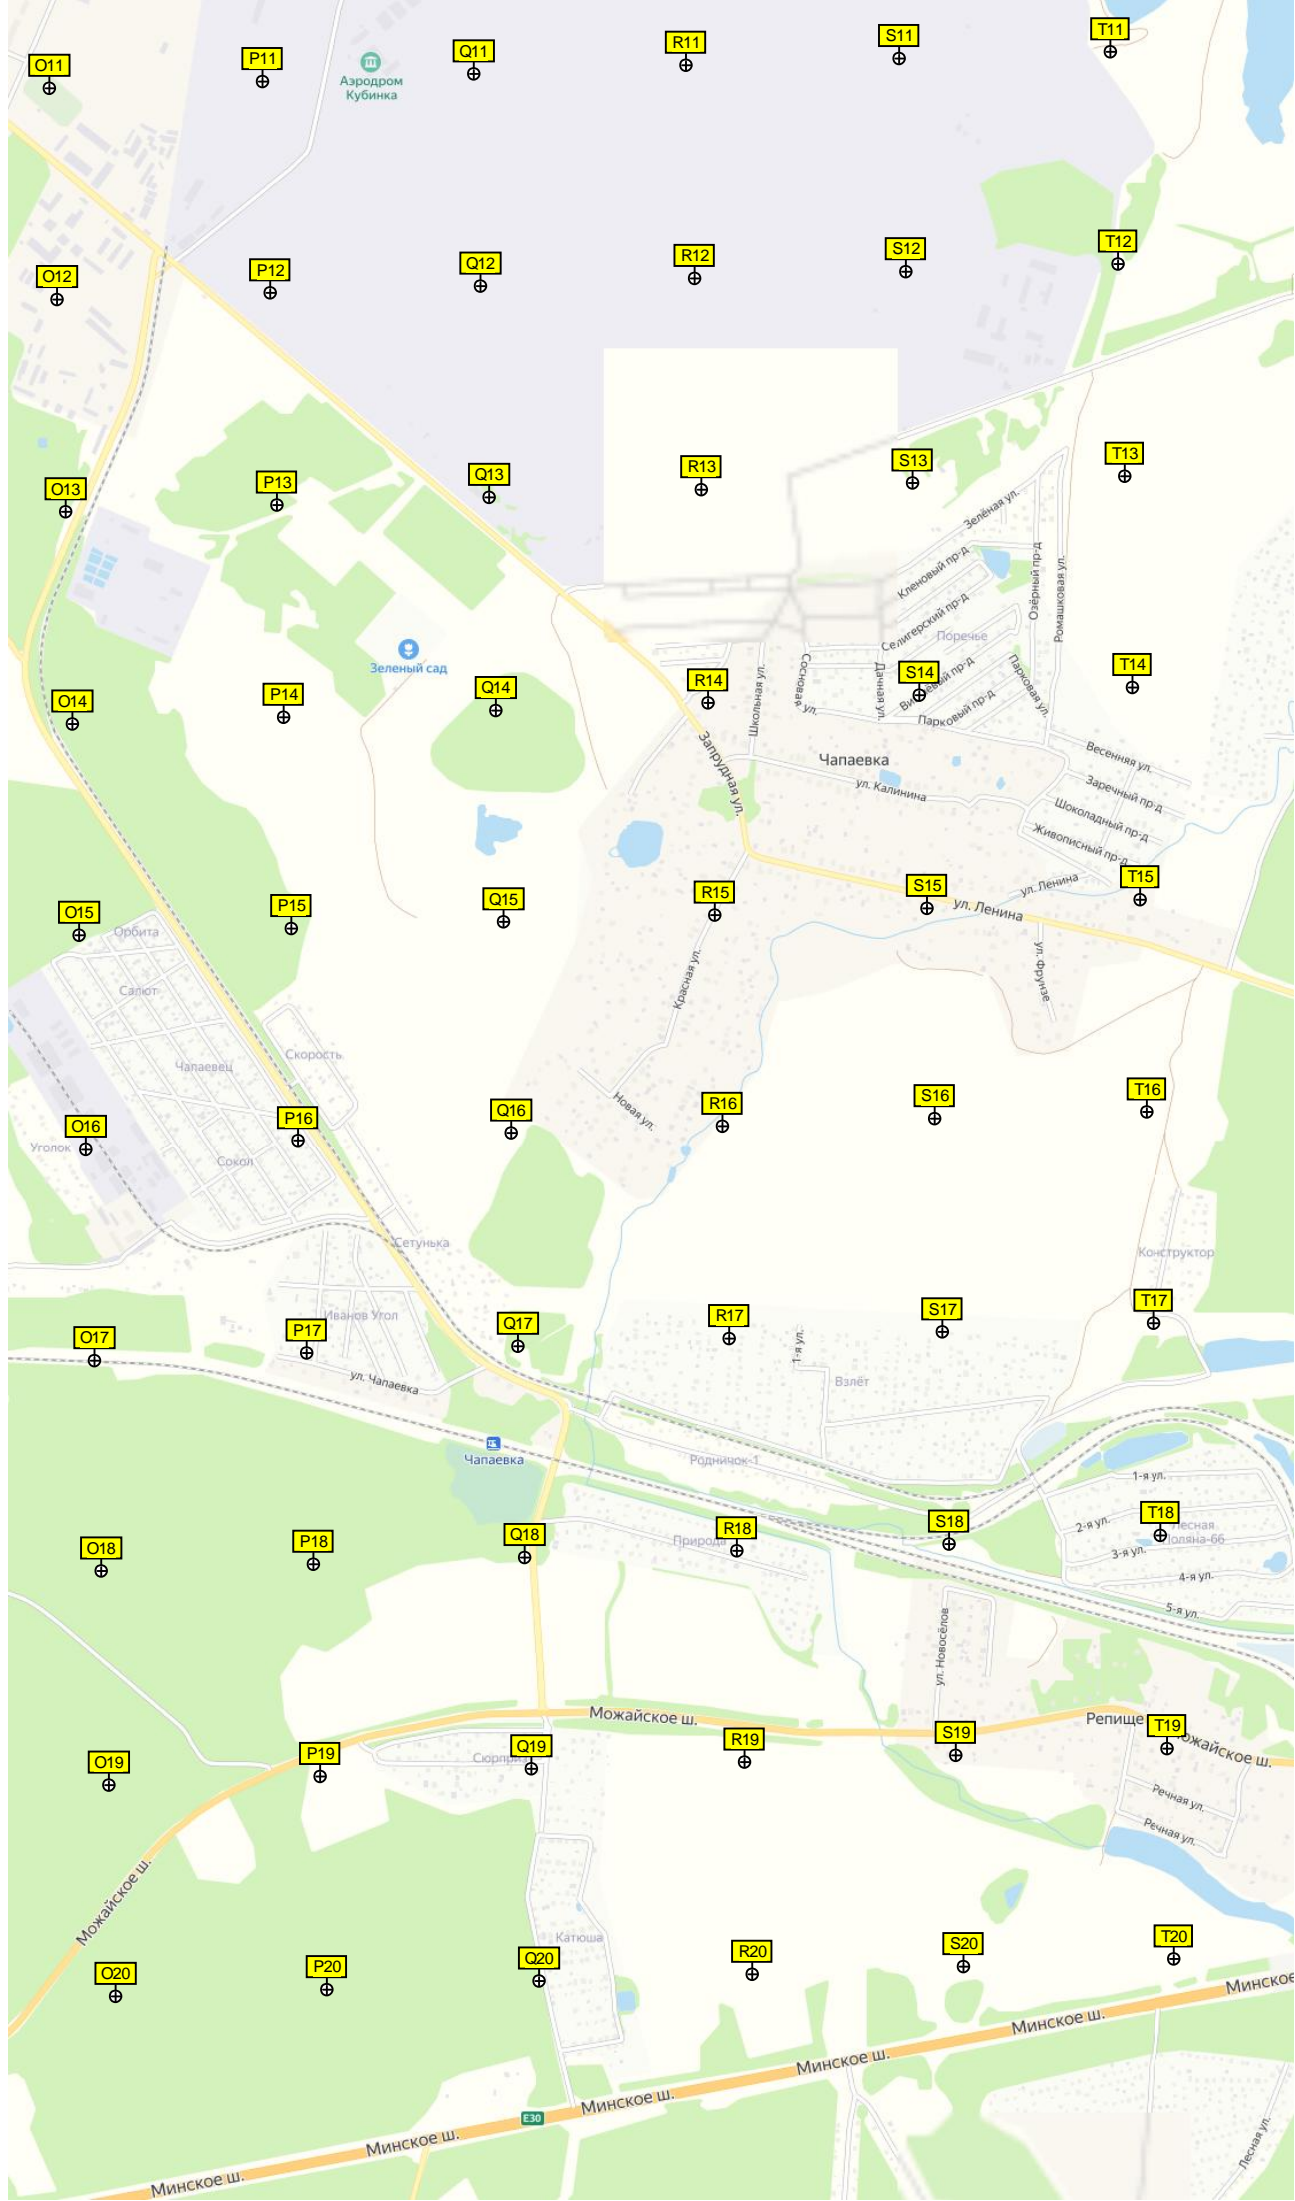 T11
S11
R11
Q11
P11
O11
Аэродром
Кубинка
T12
S12
R12
Q12
P12
O12
T13
S13
R13
Q13
P13
O13
Зелёная ул.
Кленовый пр-д
Озёрный пр-д
Ромашковая ул.
Селигерский пр-д
Поречье
Зеленый сад
T14
S14
R14
Q14
P14
O14
Школьная ул.
Сосновая ул.
Дачная ул.
пр-д
Парковый пр-д
Парковая ул.
Запрудная ул.
Чапаевка
ул. Калинина
Весенняя ул.
Заречный пр-д
Шоколадный пр-д
Живописный пр-д
T15
S15
R15
Q15
P15
O15
ул. Ленина
ул. Ленина
Орбита
Салют
Красная ул.
ул. Фрунзе
Чапаевец
Скорость
T16
S16
R16
Q16
P16
O16
Новая ул.
Уголок
Сокол
Сетунька
Конструктор
T17
S17
R17
Q17
P17
O17
Иванов Угол
1-я ул.
ул. Чапаевка
Взлёт
Чапаевка
Родничок-1
1-я ул.
T18
S18
R18
Q18
P18
O18
2-я ул.
Лесная
Поляна-66
Природа
3-я ул.
4-я ул.
5-я ул.
ул. Новосёлов
Можайское ш.
Репище
T19
S19
R19
Q19
P19
O19
Можайское ш.
Сюрприз
Речная ул.
Речная ул.
Можайское ш.
Катюша
T20
S20
R20
Q20
P20
O20
Минское
Минское ш.
Минское ш.
Минское ш.
E30
Минское ш.
Минское ш.
Лесная ул.